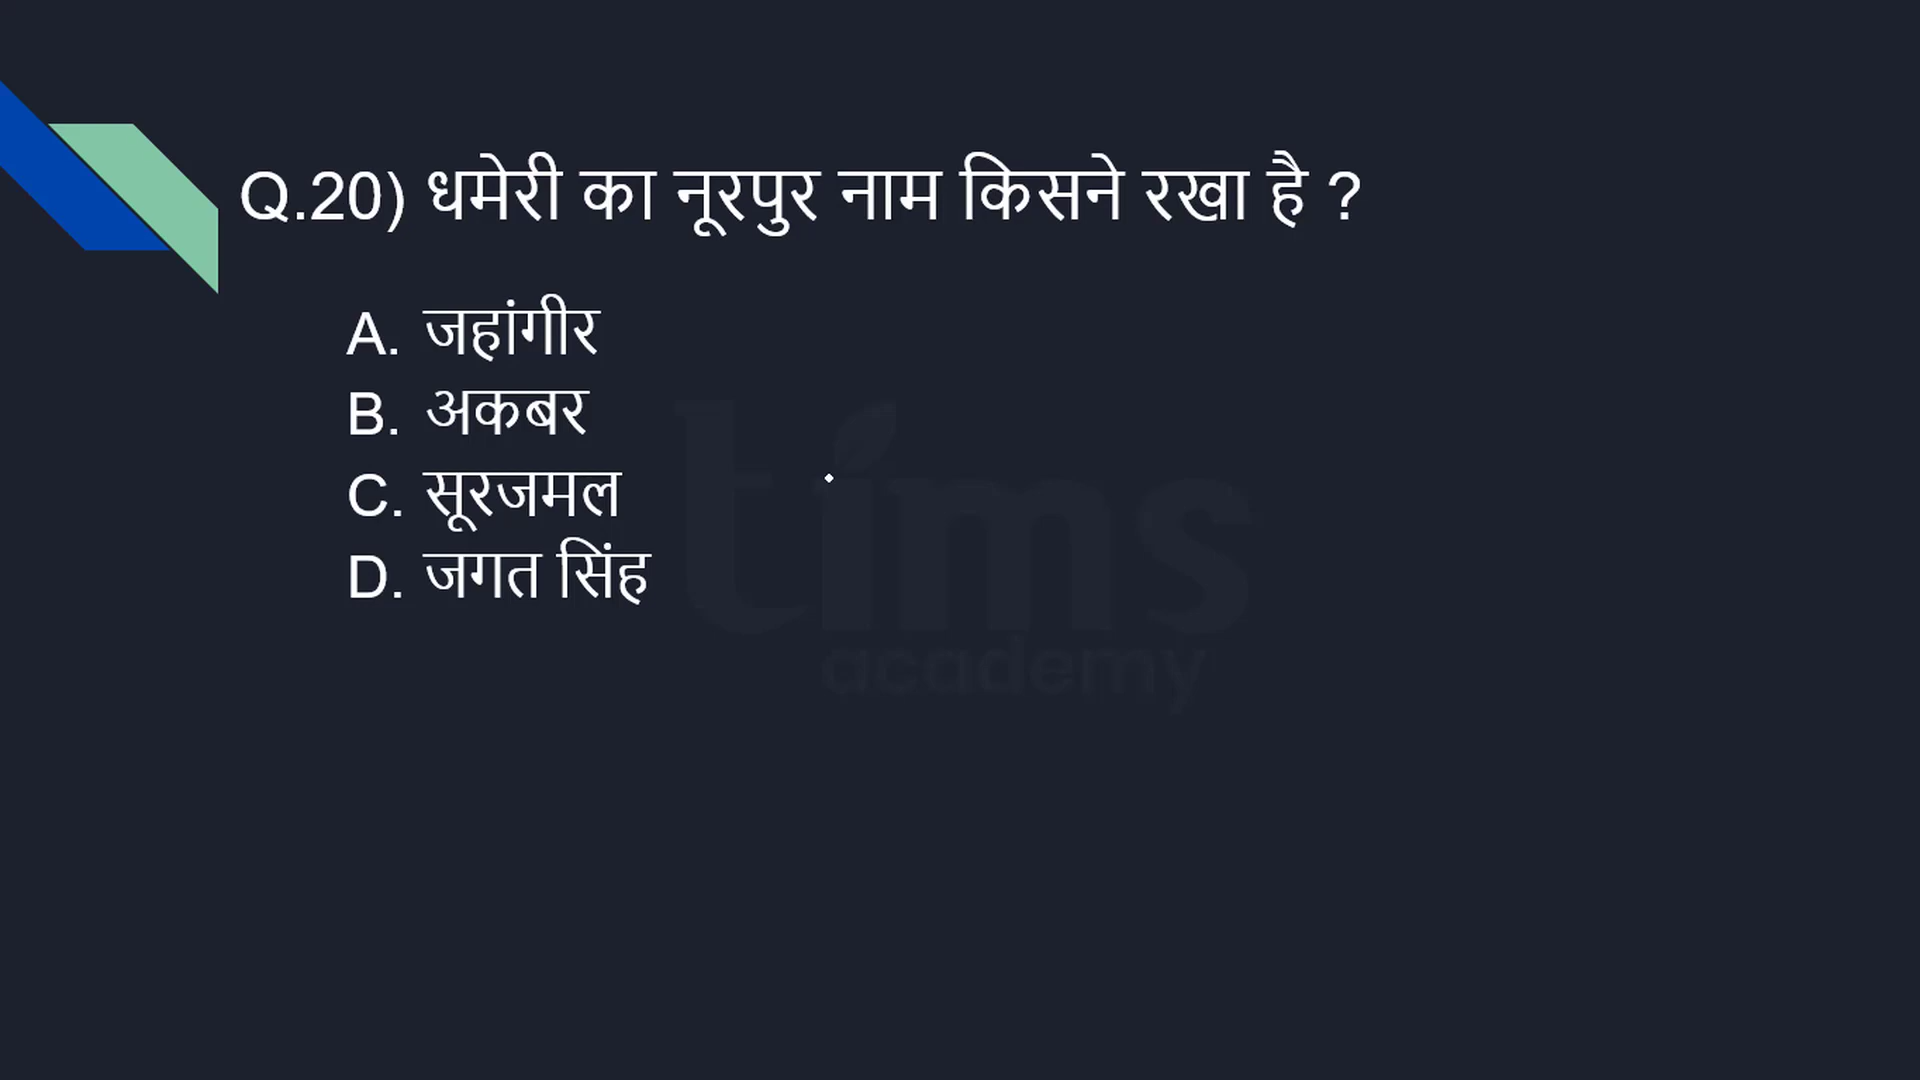 Q.20) धमेरी का नूरपुर नाम किसने रखा है ?
A. जहांगीर
B. अकबर
C. सूरजमल
D. जगत सिंह
tims
academy